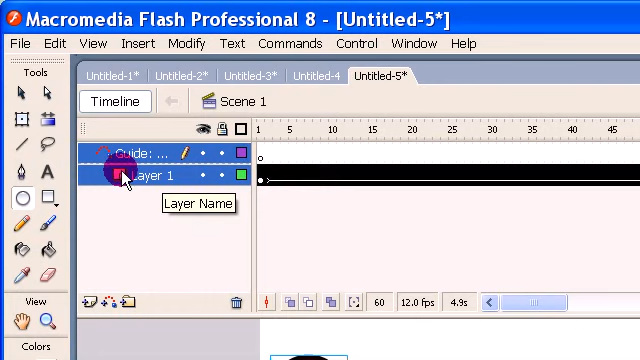 Macromedia Flash Professional 8 - [Untitled-5*]
File Edit View Insert Modify Text Commands Control Window Help
Tools
Untitled-1* Untitled-2* Untitled-3* Untitled-4 Untitled-5*
Timeline Scene 1
1 5 10 15 20 25 30 35 40 45
Guide: ...
Layer 1
Layer Name
60 12.0 fps 4.9s
View
Colors